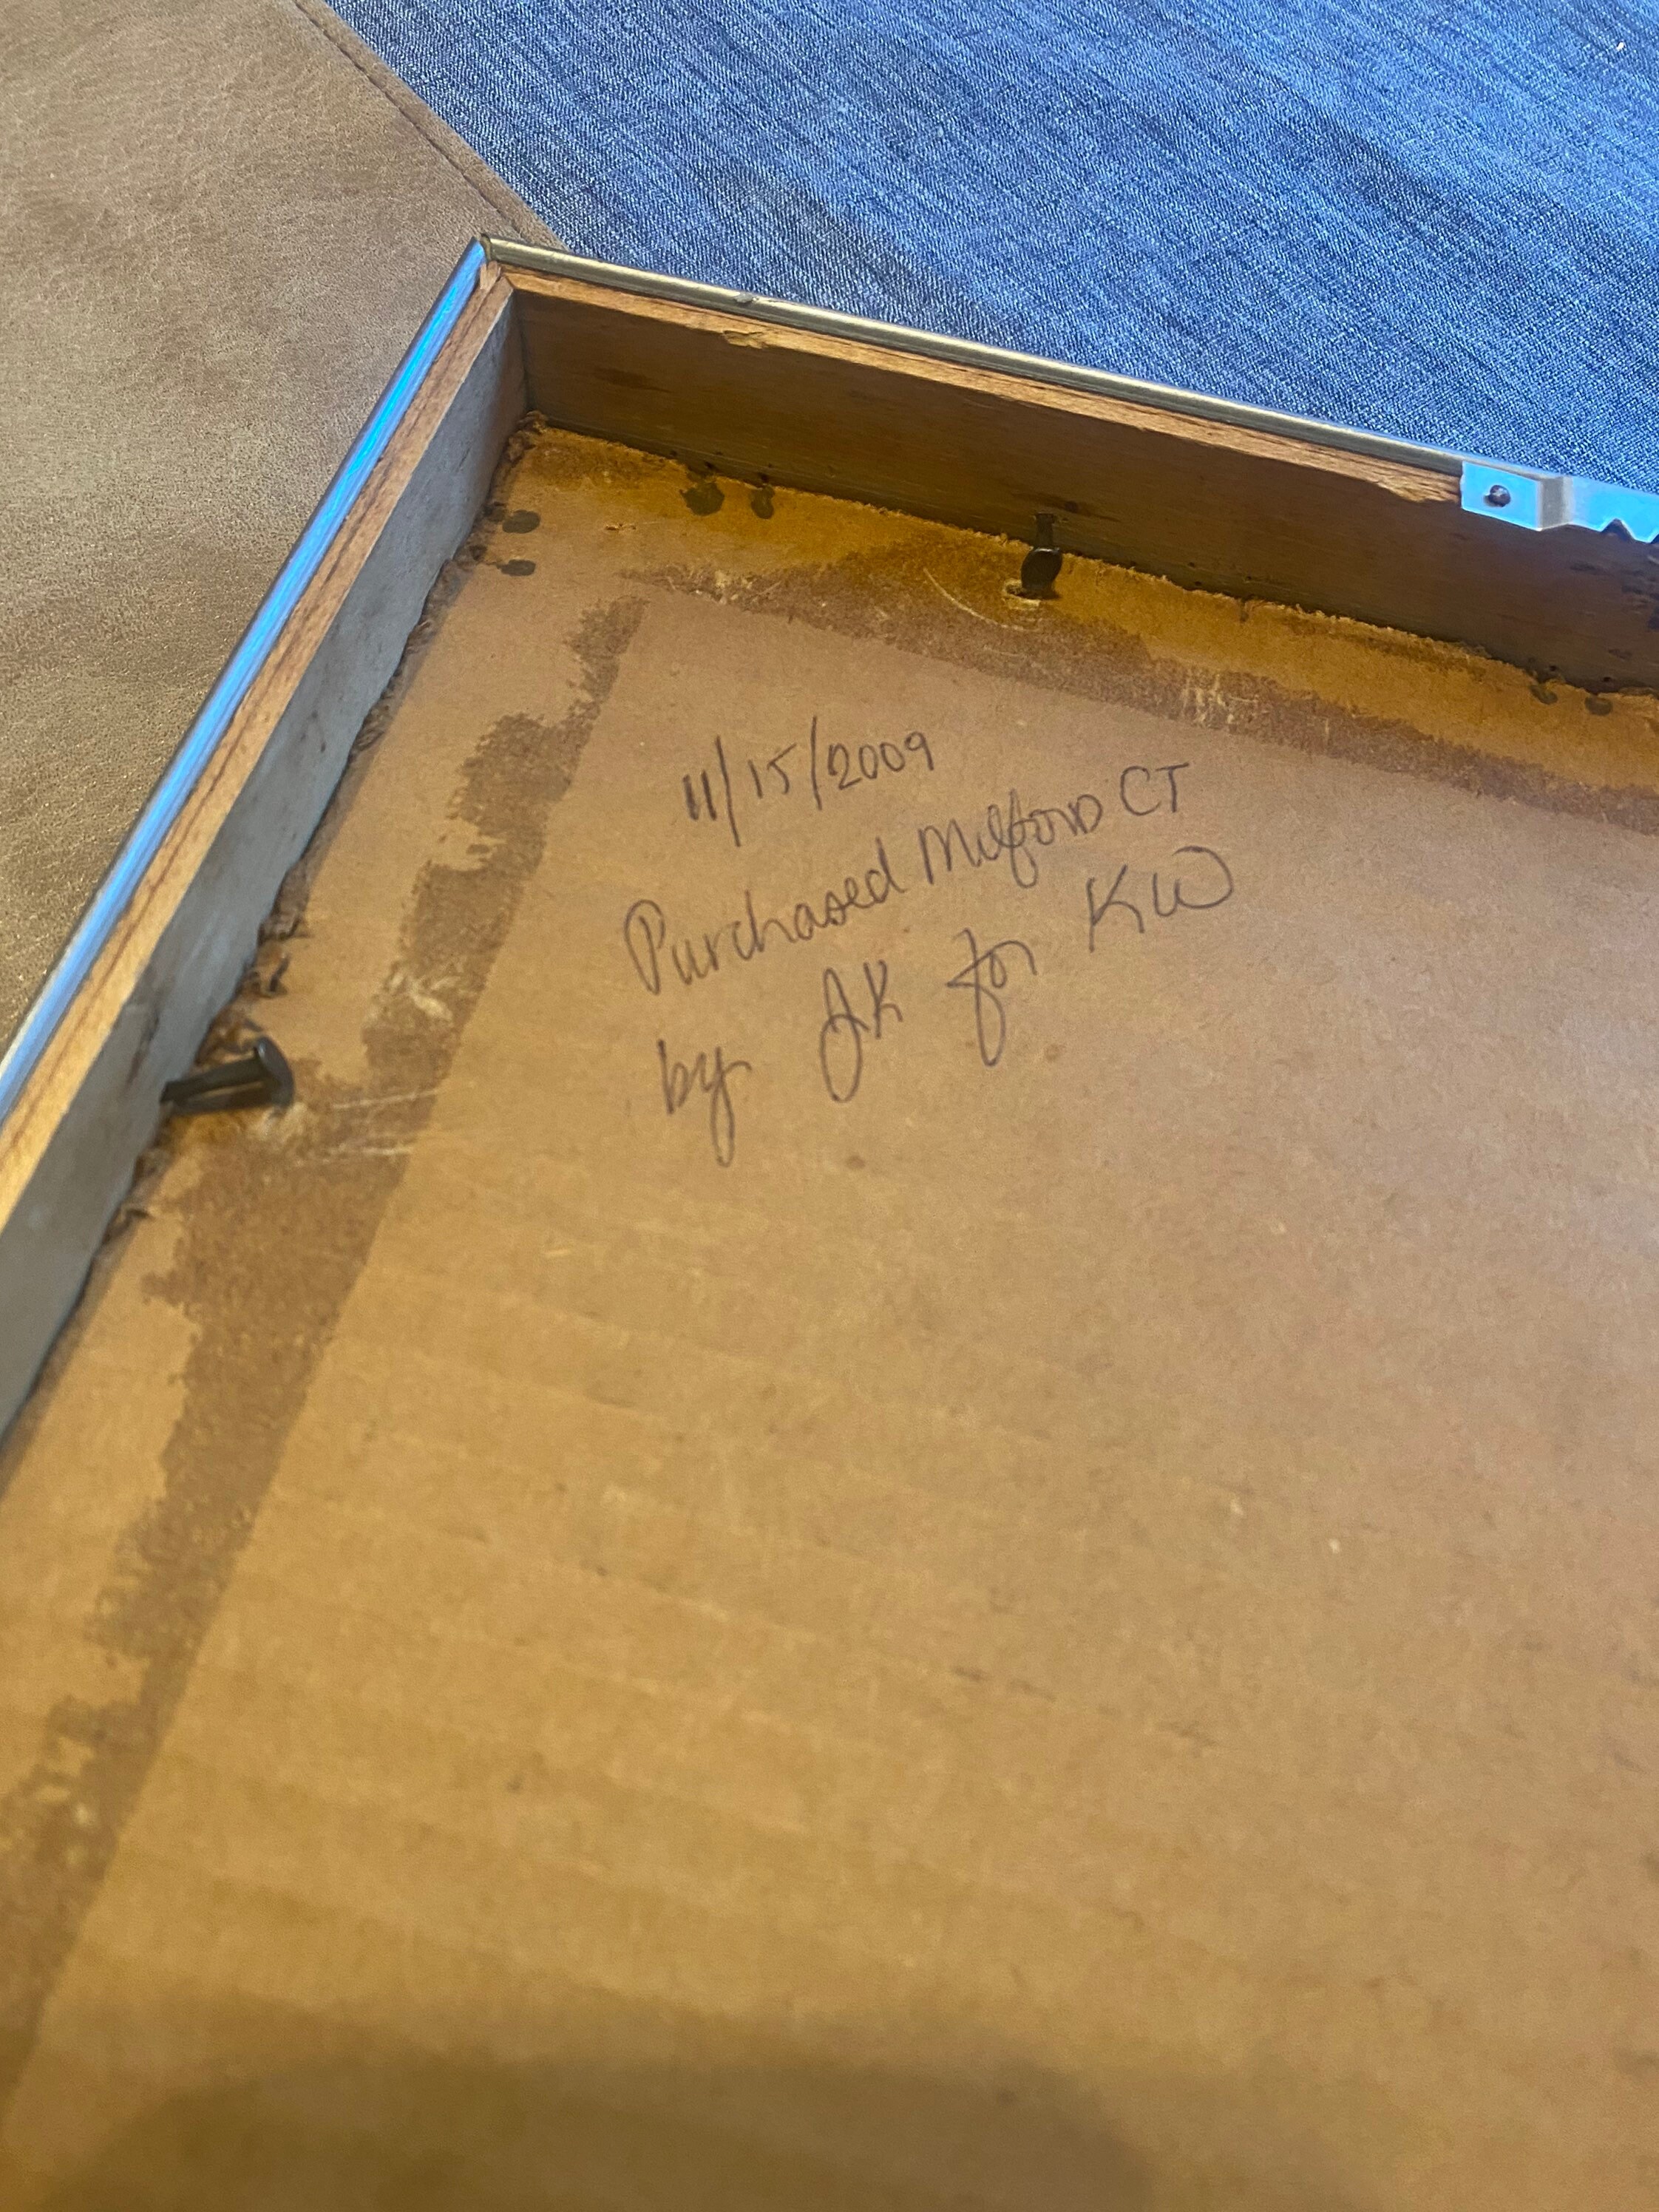 11/15/2009
Purchased Milford CT
by JK for KW